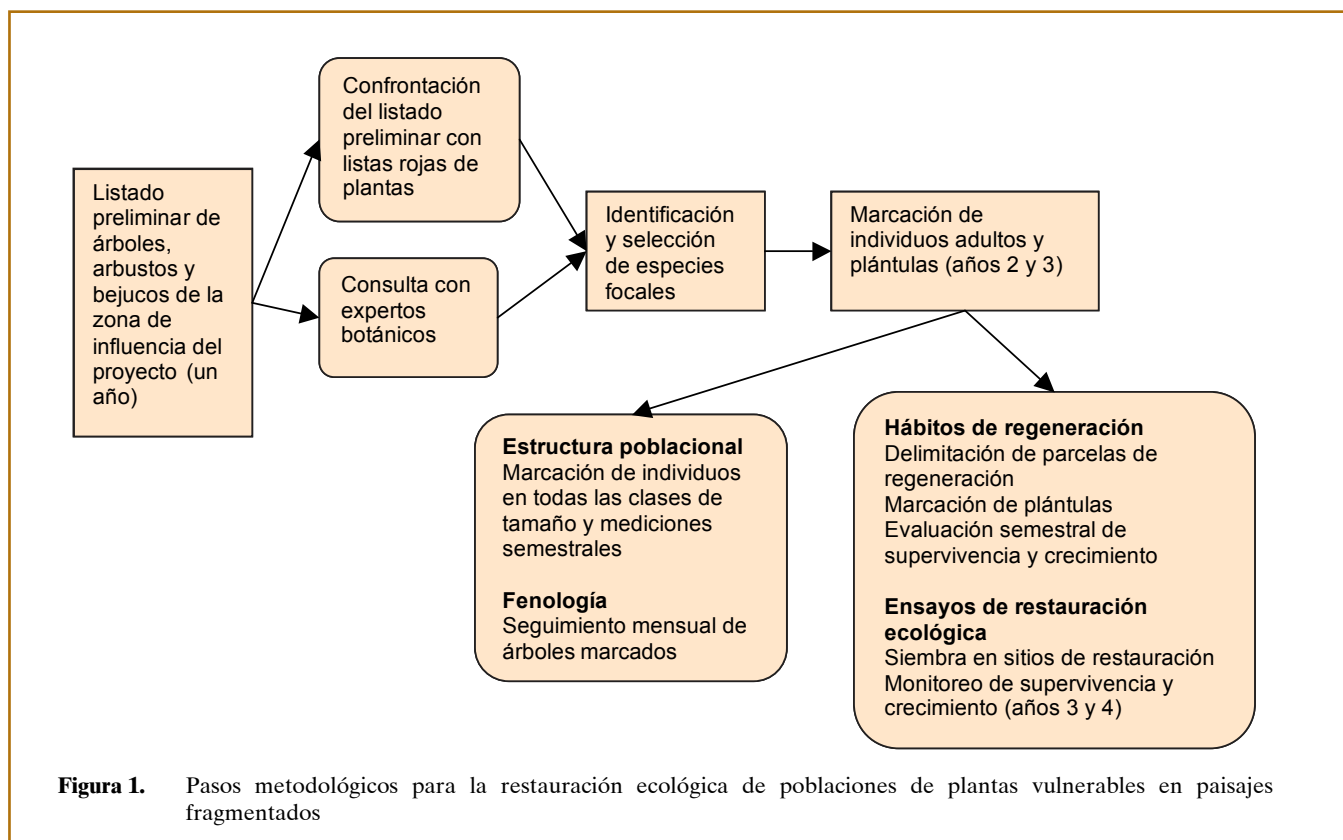 Listado
preliminar de
árboles,
arbustos y
bejucos de la
zona de
influencia del
proyecto (un
año)
Confrontación
del listado
preliminar con
listas rojas de
plantas
Consulta con
expertos
botánicos
Identificación
y selección
de especies
focales
Marcación de
individuos adultos y
plántulas (años 2 y 3)
Estructura poblacional
Marcación de individuos
en todas las clases de
tamaño y mediciones
semestrales
Fenología
Seguimiento mensual de
árboles marcados
Hábitos de regeneración
Delimitación de parcelas de
regeneración
Marcación de plántulas
Evaluación semestral de
supervivencia y crecimiento
Ensayos de restauración
ecológica
Siembra en sitios de restauración
Monitoreo de supervivencia y
crecimiento (años 3 y 4)
Figura 1. Pasos metodológicos para la restauración ecológica de poblaciones de plantas vulnerables en paisajes
fragmentados